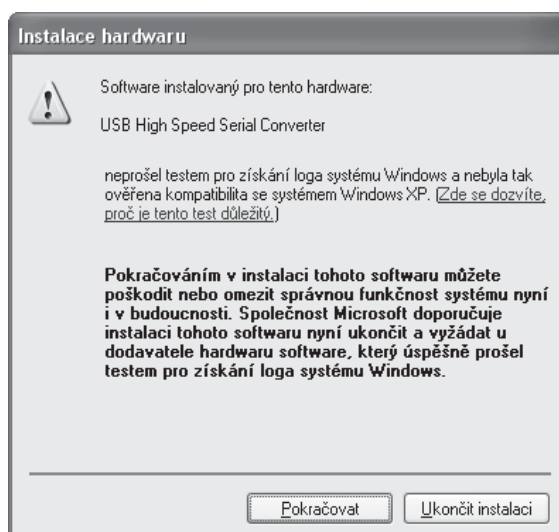 Instalace hardwaru
Software instalovaný pro tento hardware:
USB High Speed Serial Converter
neprošel testem pro získání loga systému Windows a nebyla tak
ověřena kompatibilita se systémem Windows XP. (Zde se dozvíte,
proč je tento test důležitý.)
Pokračováním v instalaci tohoto softwaru můžete
poškodit nebo omezit správnou funkčnost systému nyní
i v budoucnosti. Společnost Microsoft doporučuje
instalaci tohoto softwaru nyní ukončit a vyžádat u
dodavatele hardwaru software, který úspěšně prošel
testem pro získání loga systému Windows.
Pokračovat Ukončit instalaci